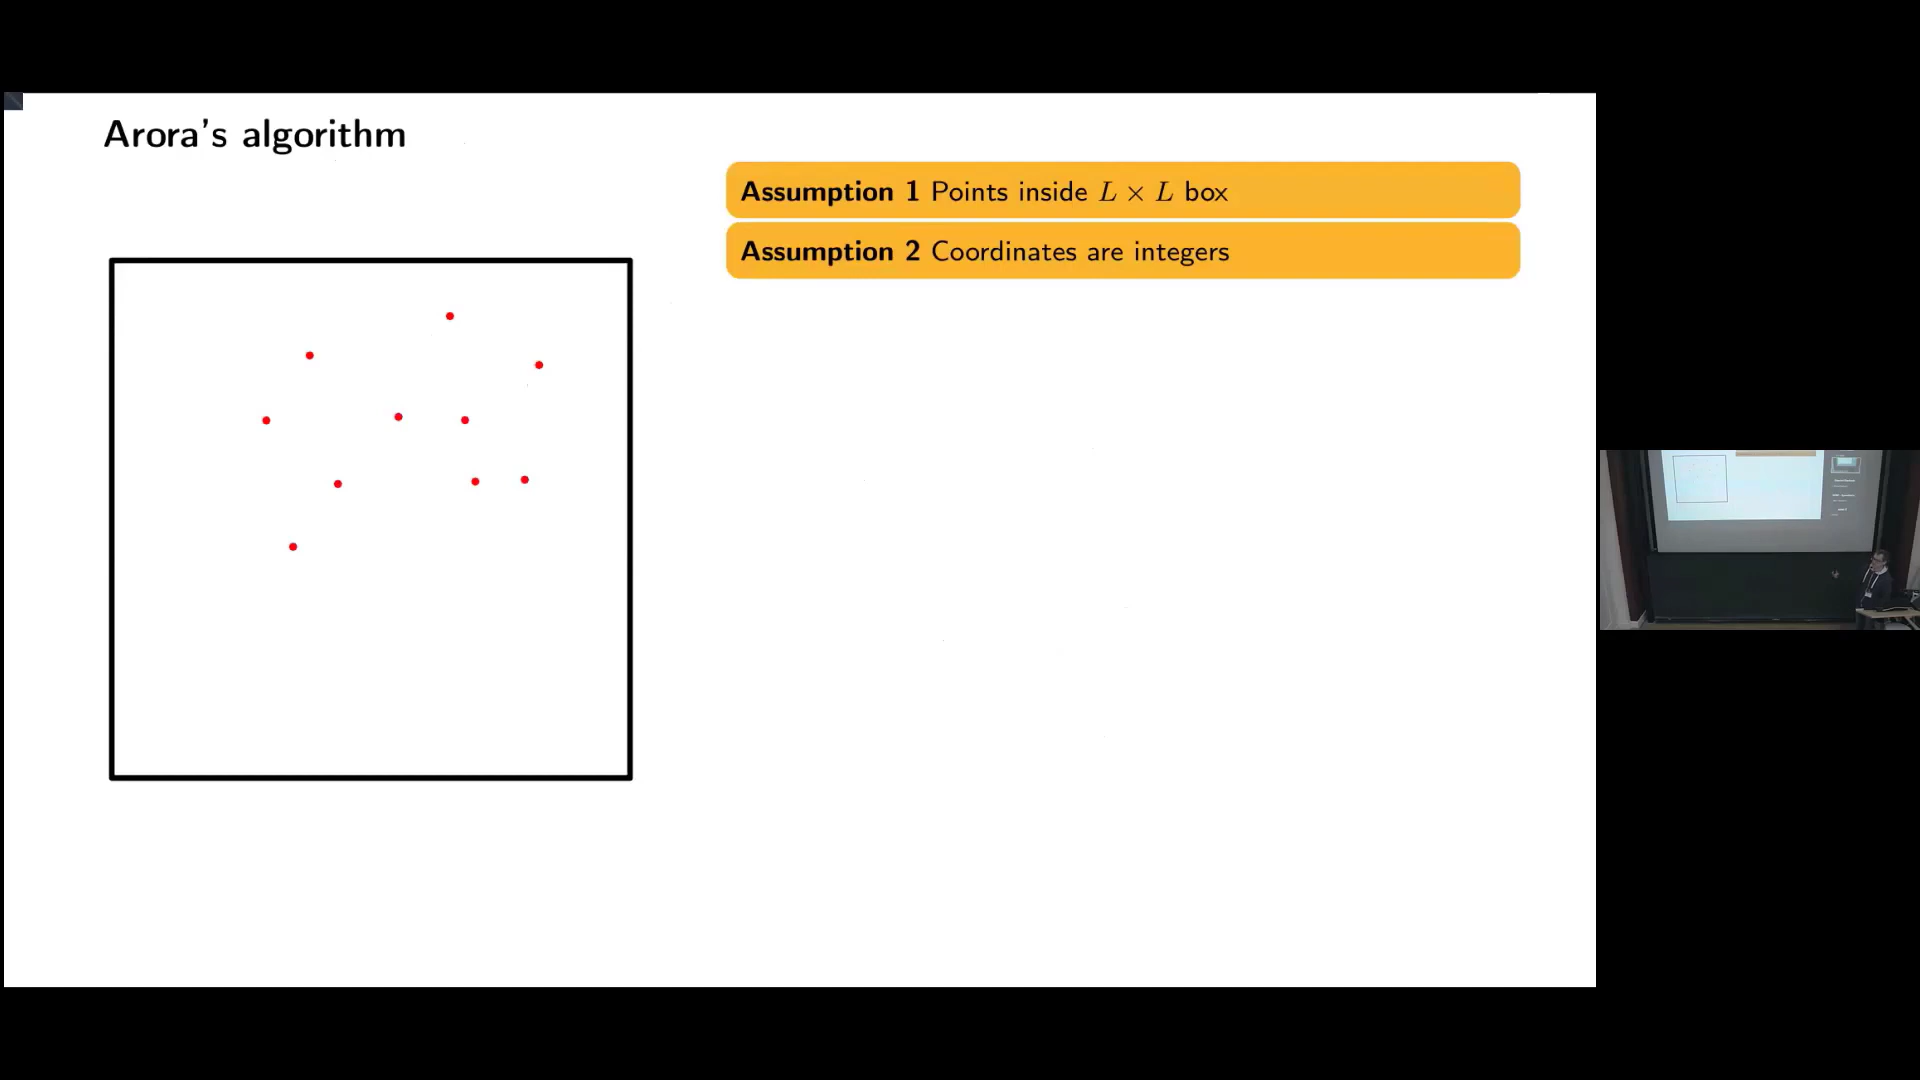 Arora's algorithm
Assumption 1 Points inside L × L box
Assumption 2 Coordinates are integers